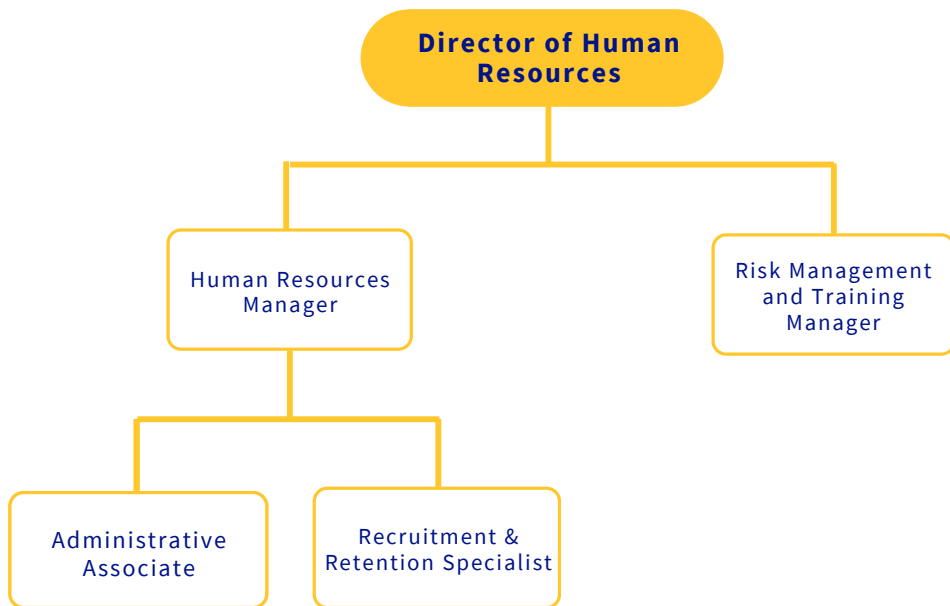 Director of Human
Resources
Human Resources
Manager
Risk Management
and Training
Manager
Administrative
Associate
Recruitment &
Retention Specialist